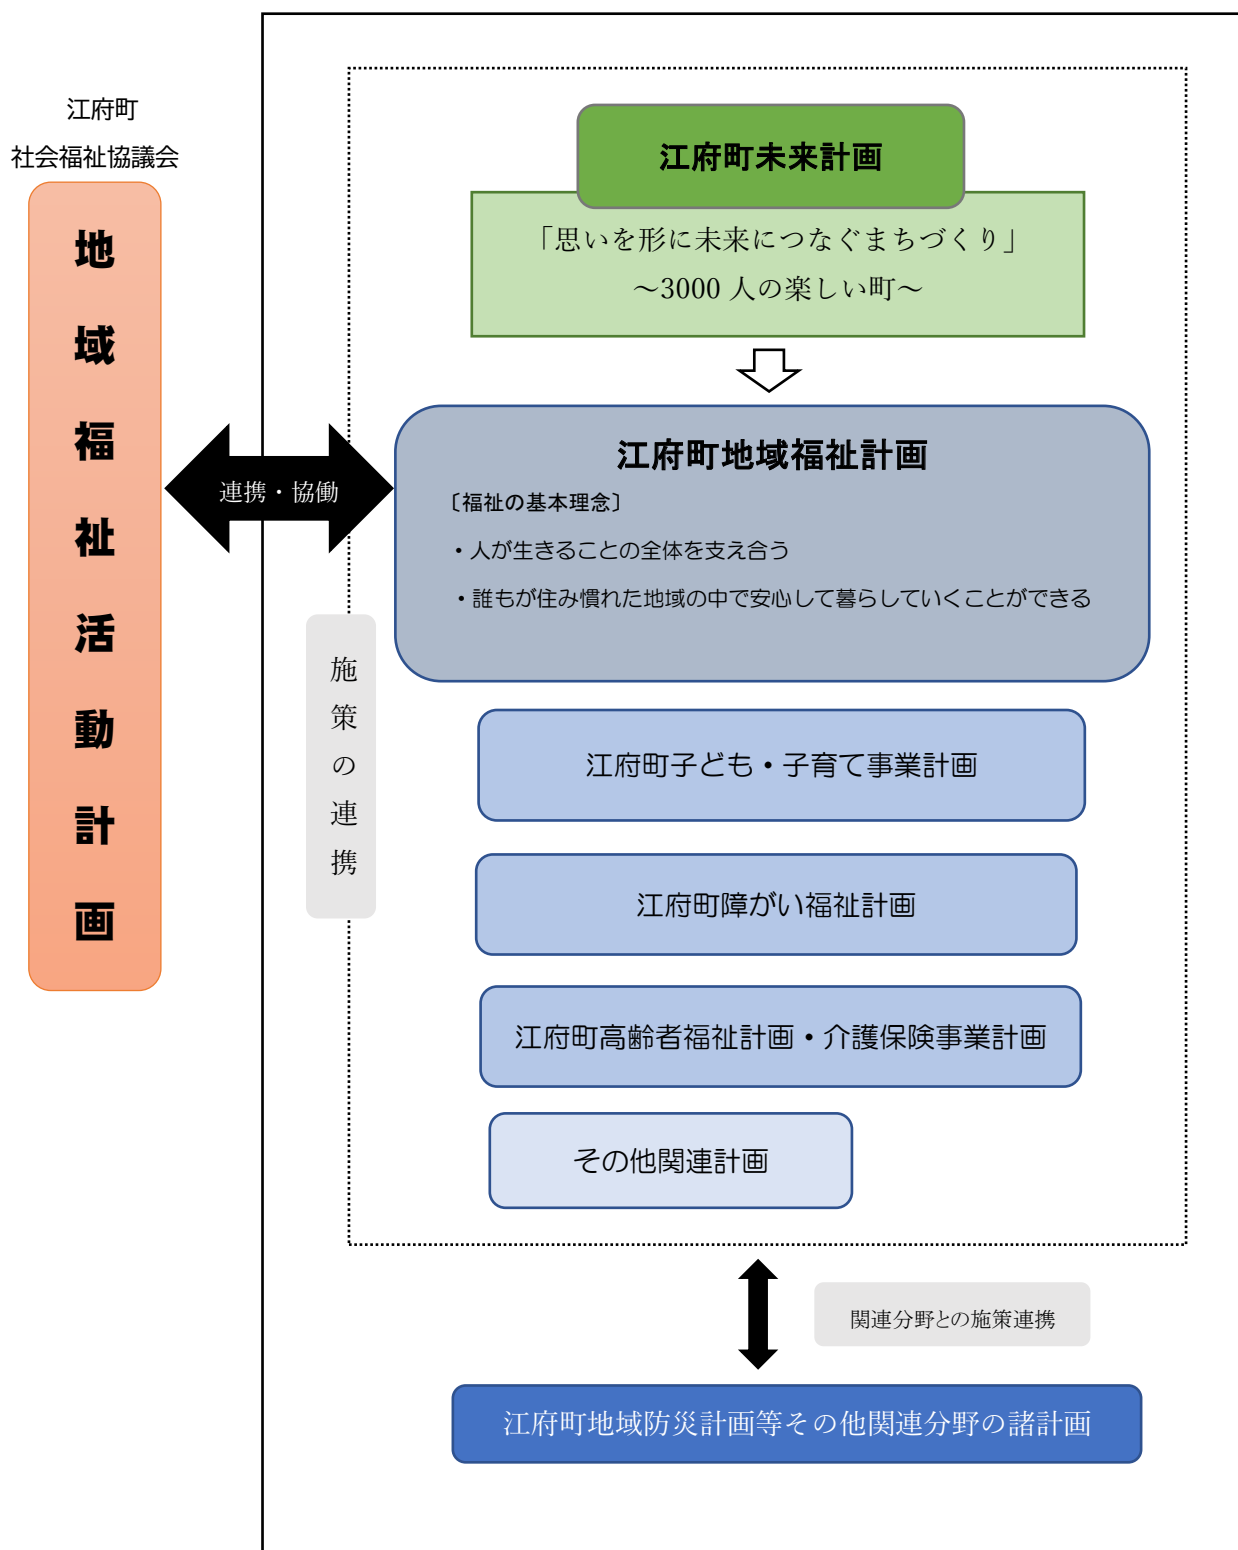 江府町
社会福祉協議会
地域福祉活動計画
江府町未来計画
「思いを形に未来につなぐまちづくり」
～3000 人の楽しい町～
連携・協働
江府町地域福祉計画
〔福祉の基本理念〕
・人が生きることの全体を支え合う
・誰もが住み慣れた地域の中で安心して暮らしていくことができる
施策の連携
江府町子ども・子育て事業計画
江府町障がい福祉計画
江府町高齢者福祉計画・介護保険事業計画
その他関連計画
関連分野との施策連携
江府町地域防災計画等その他関連分野の諸計画